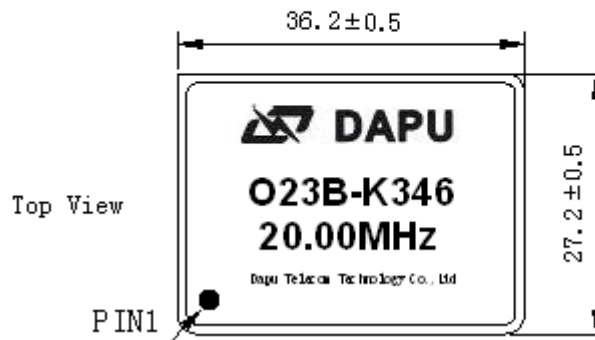 36.2±0.5
DAPU
O23B-K346
20.00MHz
Dapu Telecom Technology Co., Ltd
Top View
27.2±0.5
PIN1